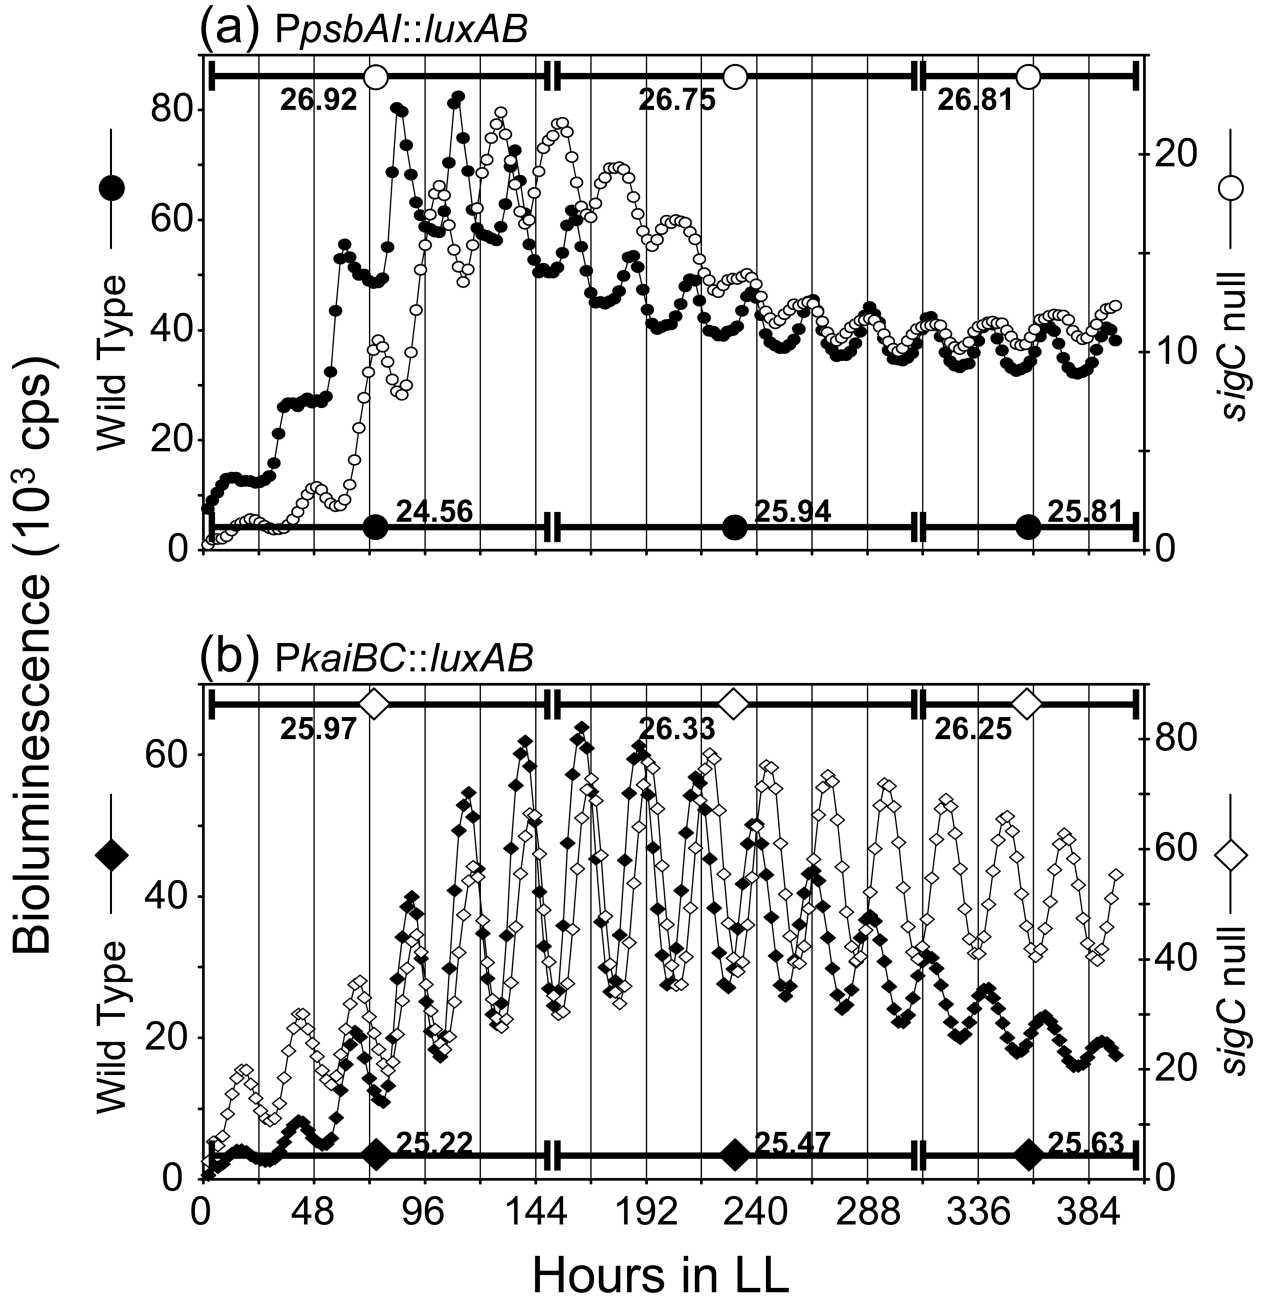 (a) PpsbAI::luxAB
26.92 26.75 26.81
80
60
40
20
0
20
10
0
24.56 25.94 25.81
Wild Type
sigC null
Bioluminescence (10³ cps)
(b) PkaiBC::luxAB
25.97 26.33 26.25
60
40
20
0
80
60
40
20
0
25.22 25.47 25.63
Wild Type
sigC null
0 48 96 144 192 240 288 336 384
Hours in LL